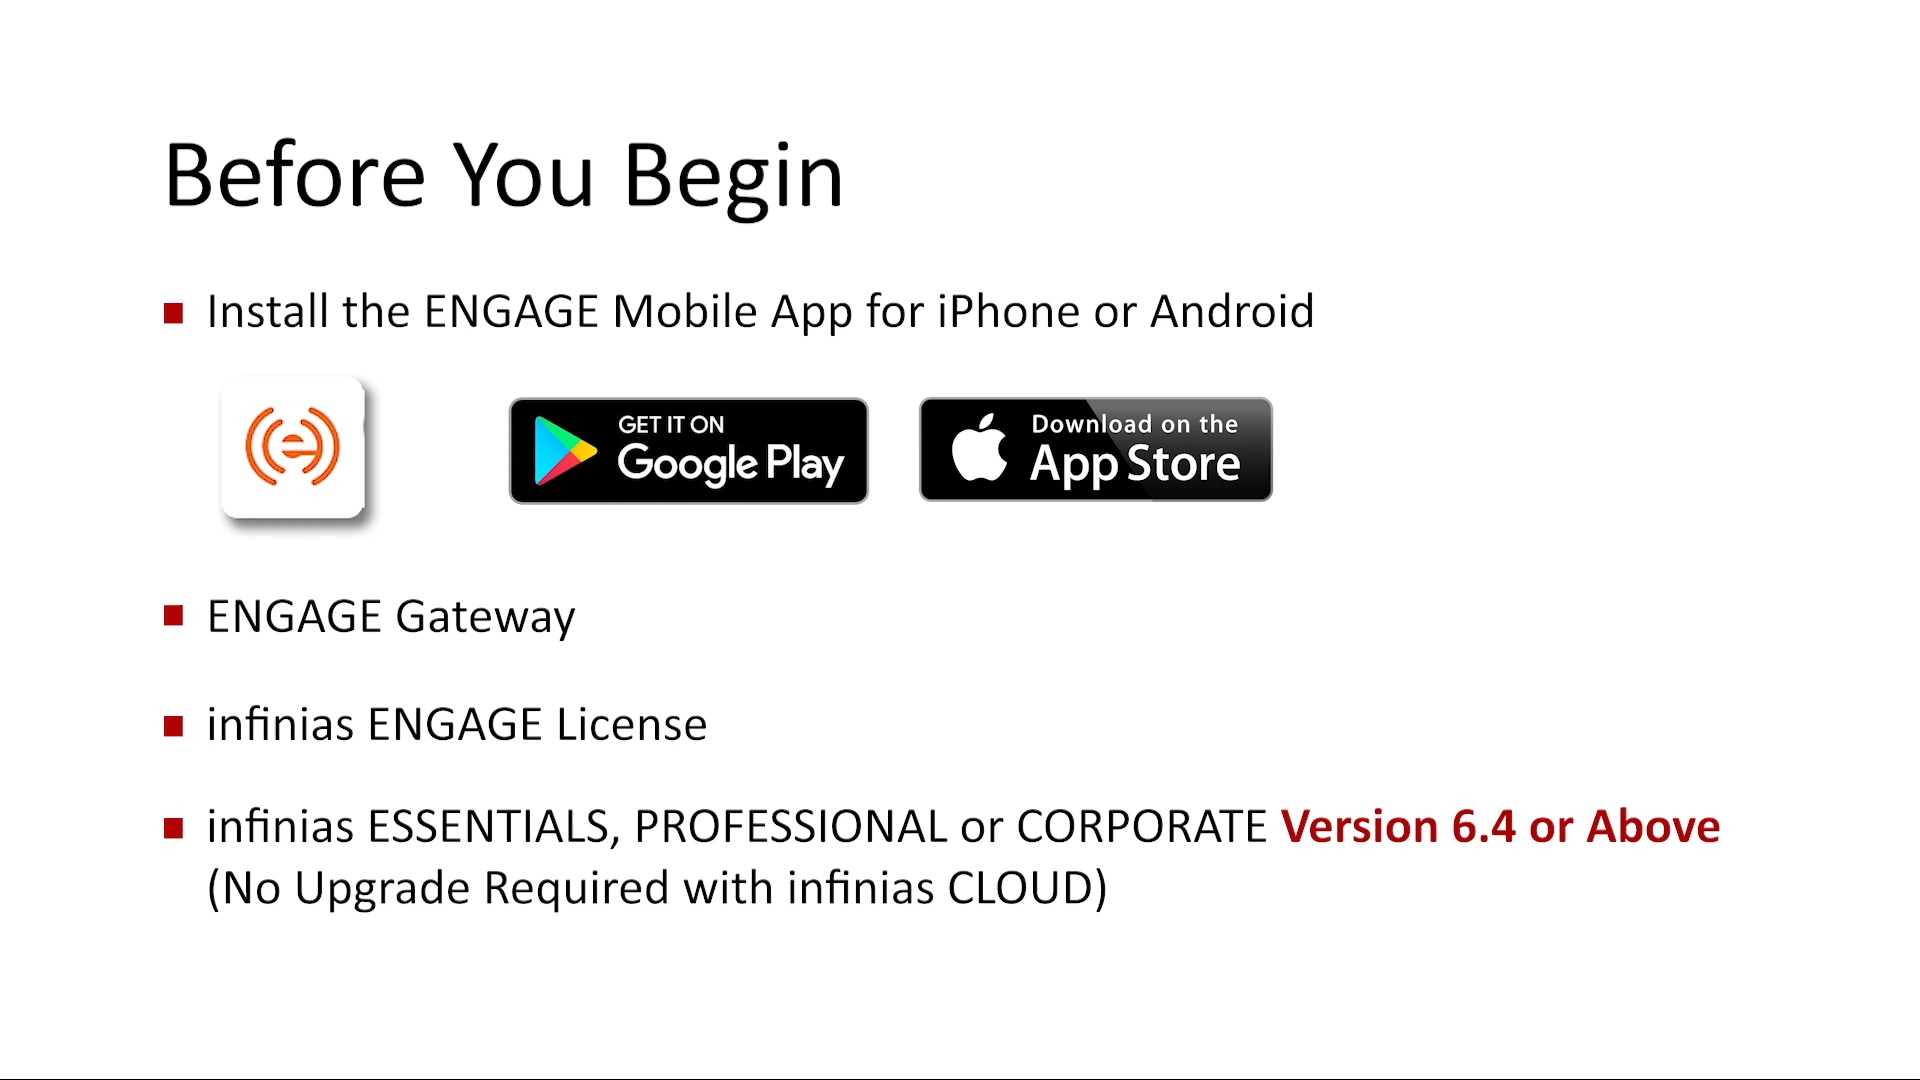 Before You Begin
Install the ENGAGE Mobile App for iPhone or Android
e
GET IT ON
Google Play
Download on the
App Store
ENGAGE Gateway
infinias ENGAGE License
infinias ESSENTIALS, PROFESSIONAL or CORPORATE Version 6.4 or Above
(No Upgrade Required with infinias CLOUD)